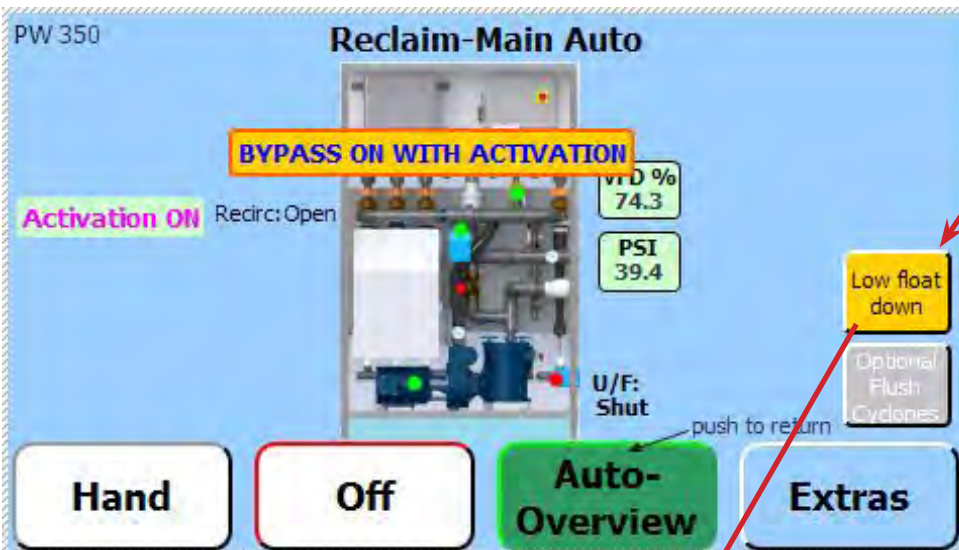 PW 350
Reclaim-Main Auto
BYPASS ON WITH ACTIVATION
VFD %
74.3
Activation ON
Recirc: Open
PSI
39.4
Low float
down
Optional
Flush
Cyclones
U/F:
Shut
push to return
Hand
Off
Auto-
Overview
Extras